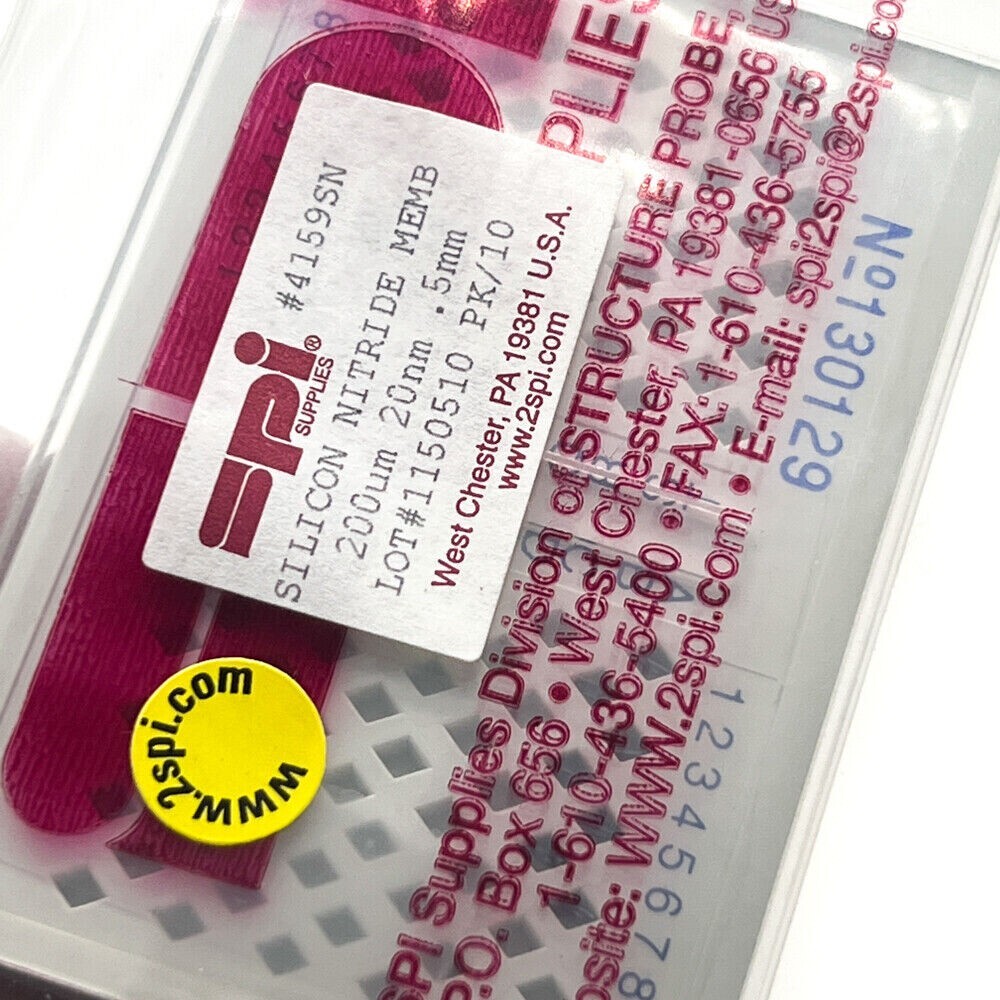 SPI SUPPLIES® #4159SN
SILICON NITRIDE MEMB
200um 20nm .5mm
LOT#1150510 PK/10
West Chester, PA 19381 U.S.A.
www.2spi.com
www.2spi.com
SPI Supplies Division of STRUCTURE PROBE,
P.O. Box 656 • West Chester, PA 19381-0656
1-610-436-5400 • FAX: 1-610-436-5755
www.2spi.com • E-mail: spi2spi@2spi.com
Nº130129
1 2 3 4 5 6 7 8